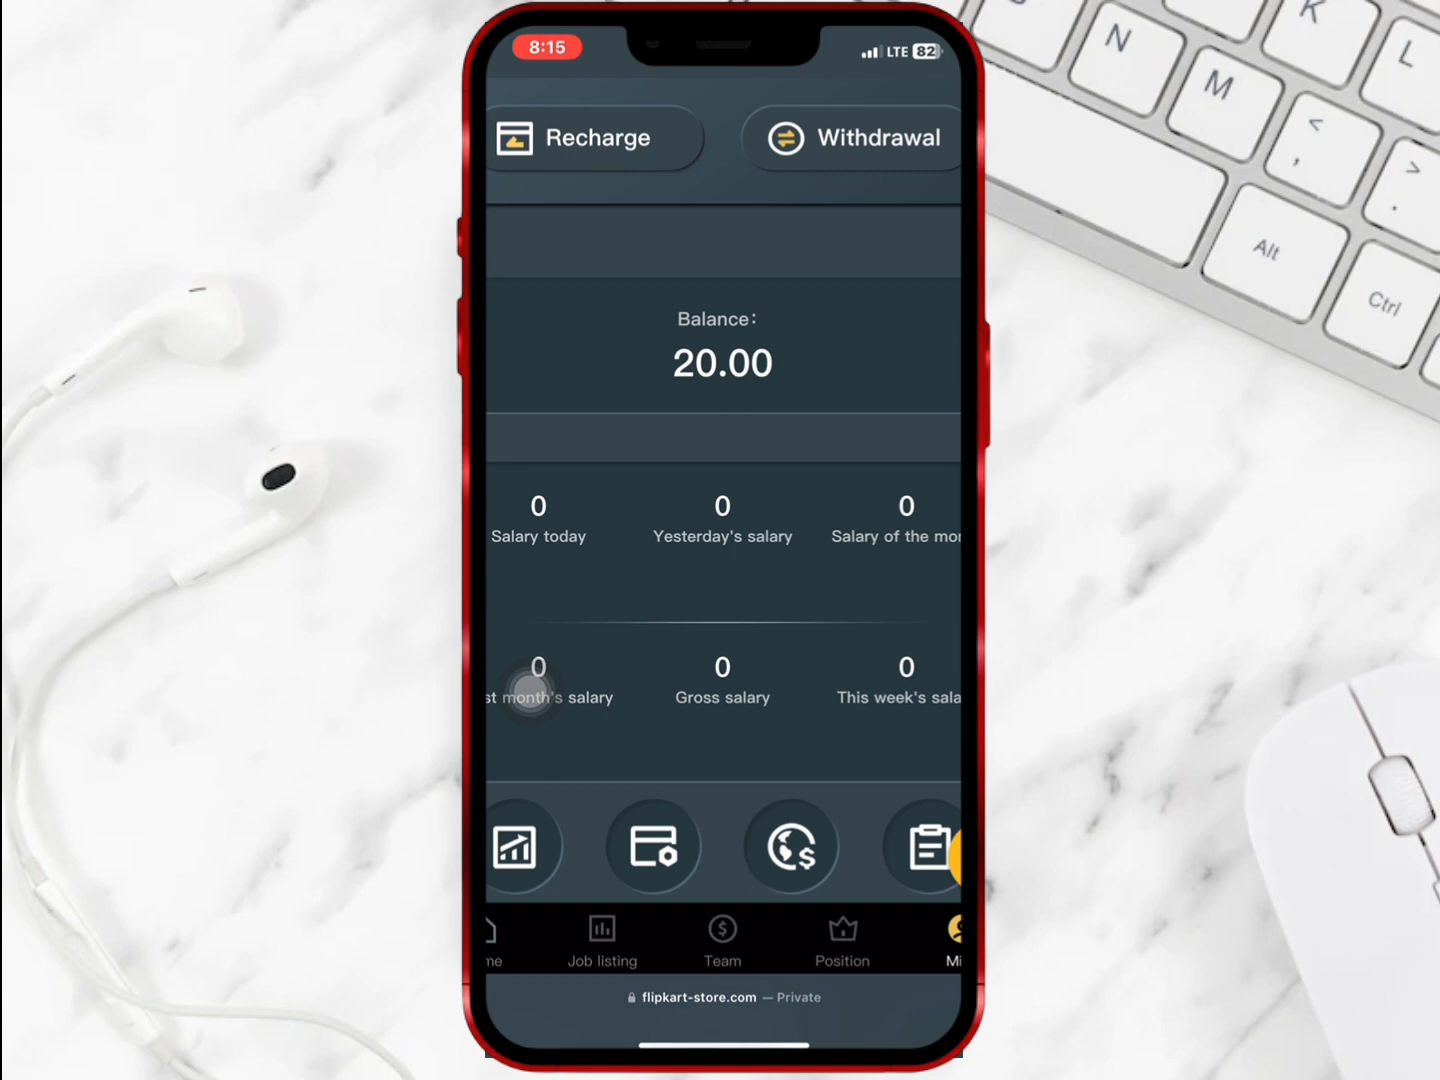 8:15
LTE 82
Recharge
Withdrawal
Balance:
20.00
0
0
0
Salary today
Yesterday's salary
Salary of the mon
0
0
0
st month's salary
Gross salary
This week's sala
me
Job listing
Team
Position
Mi
flipkart-store.com — Private
N
M
K
L
<
,
>
.
Alt
Ctrl